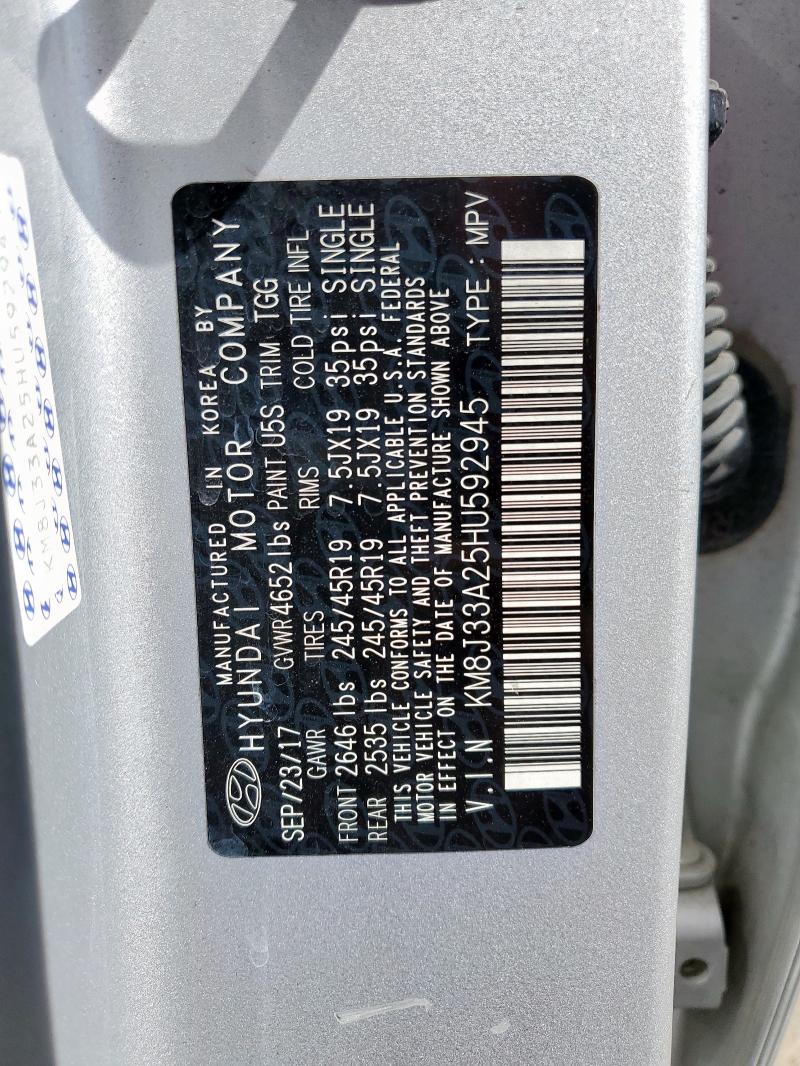 MANUFACTURED IN KOREA BY
HYUNDAI MOTOR COMPANY
SEP/23/17 GVWR 4652 lbs PAINT U5S TRIM TGG
GAWR TIRES RIMS COLD TIRE INFL
FRONT 2646 lbs 245/45R19 7.5JX19 35psi SINGLE
REAR 2535 lbs 245/45R19 7.5JX19 35psi SINGLE
THIS VEHICLE CONFORMS TO ALL APPLICABLE U.S.A. FEDERAL
MOTOR VEHICLE SAFETY AND THEFT PREVENTION STANDARDS
IN EFFECT ON THE DATE OF MANUFACTURE SHOWN ABOVE
V.I.N KM8J33A25HU592945 TYPE : MPV